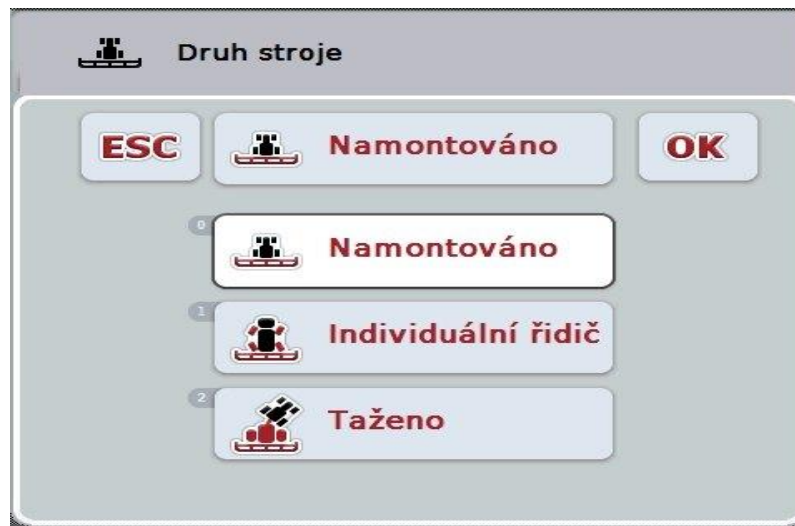 Druh stroje
ESC Namontováno OK
0 Namontováno
1 Individuální řidič
2 Taženo